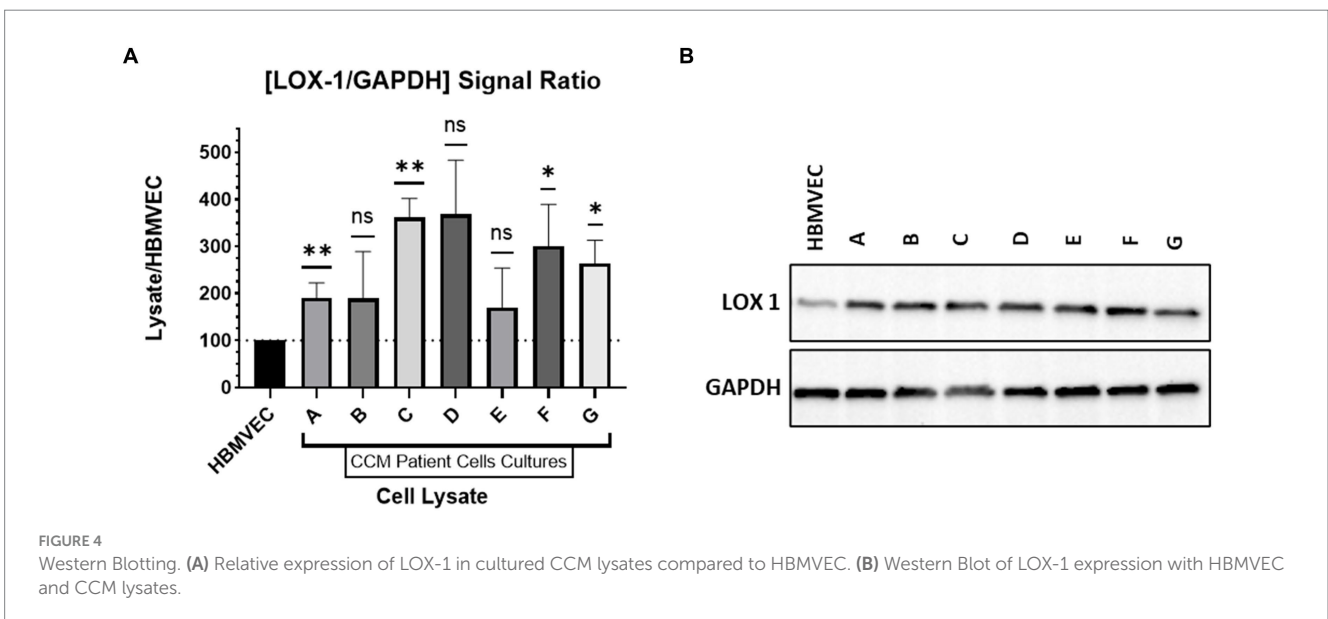 A
[LOX-1/GAPDH] Signal Ratio
Lysate/HBMVEC
500
400
300
200
100
0
**
ns
**
ns
ns
*
*
HBMVEC
A
B
C
D
E
F
G
CCM Patient Cells Cultures
Cell Lysate
B
HBMVEC
A
B
C
D
E
F
G
LOX 1
GAPDH
FIGURE 4
Western Blotting. (A) Relative expression of LOX-1 in cultured CCM lysates compared to HBMVEC. (B) Western Blot of LOX-1 expression with HBMVEC
and CCM lysates.